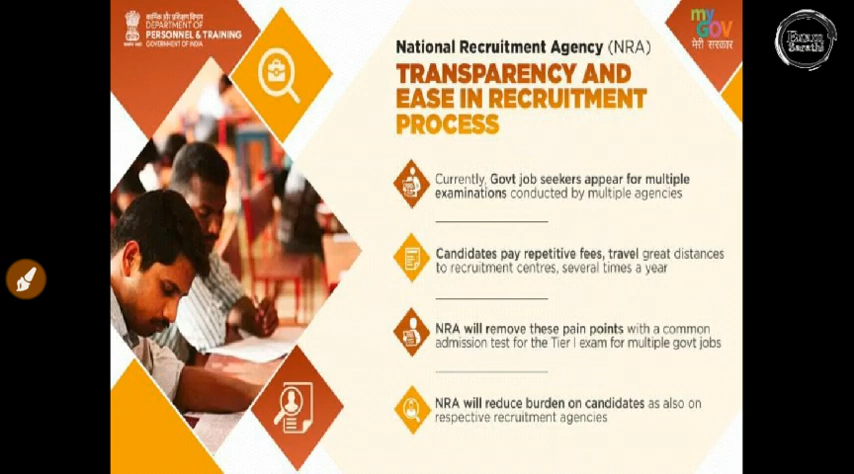 कार्मिक और प्रशिक्षण विभाग
DEPARTMENT OF
PERSONNEL & TRAINING
GOVERNMENT OF INDIA
my
GOV
मेरी सरकार
Exam
Sarathi
National Recruitment Agency (NRA)
TRANSPARENCY AND
EASE IN RECRUITMENT
PROCESS
Currently, Govt job seekers appear for multiple
examinations conducted by multiple agencies
Candidates pay repetitive fees, travel great distances
to recruitment centres, several times a year
NRA will remove these pain points with a common
admission test for the Tier I exam for multiple govt jobs
NRA will reduce burden on candidates as also on
respective recruitment agencies